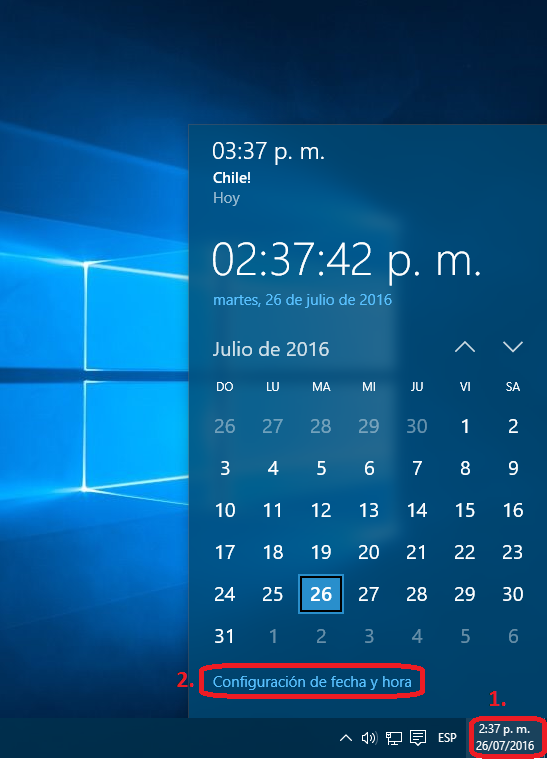 03:37 p. m.
Chile!
Hoy
02:37:42 p. m.
martes, 26 de julio de 2016
Julio de 2016
DO LU MA MI JU VI SA
26 27 28 29 30 1 2
3 4 5 6 7 8 9
10 11 12 13 14 15 16
17 18 19 20 21 22 23
24 25 26 27 28 29 30
31 1 2 3 4 5 6
2. Configuración de fecha y hora
1.
ESP
2:37 p. m.
26/07/2016